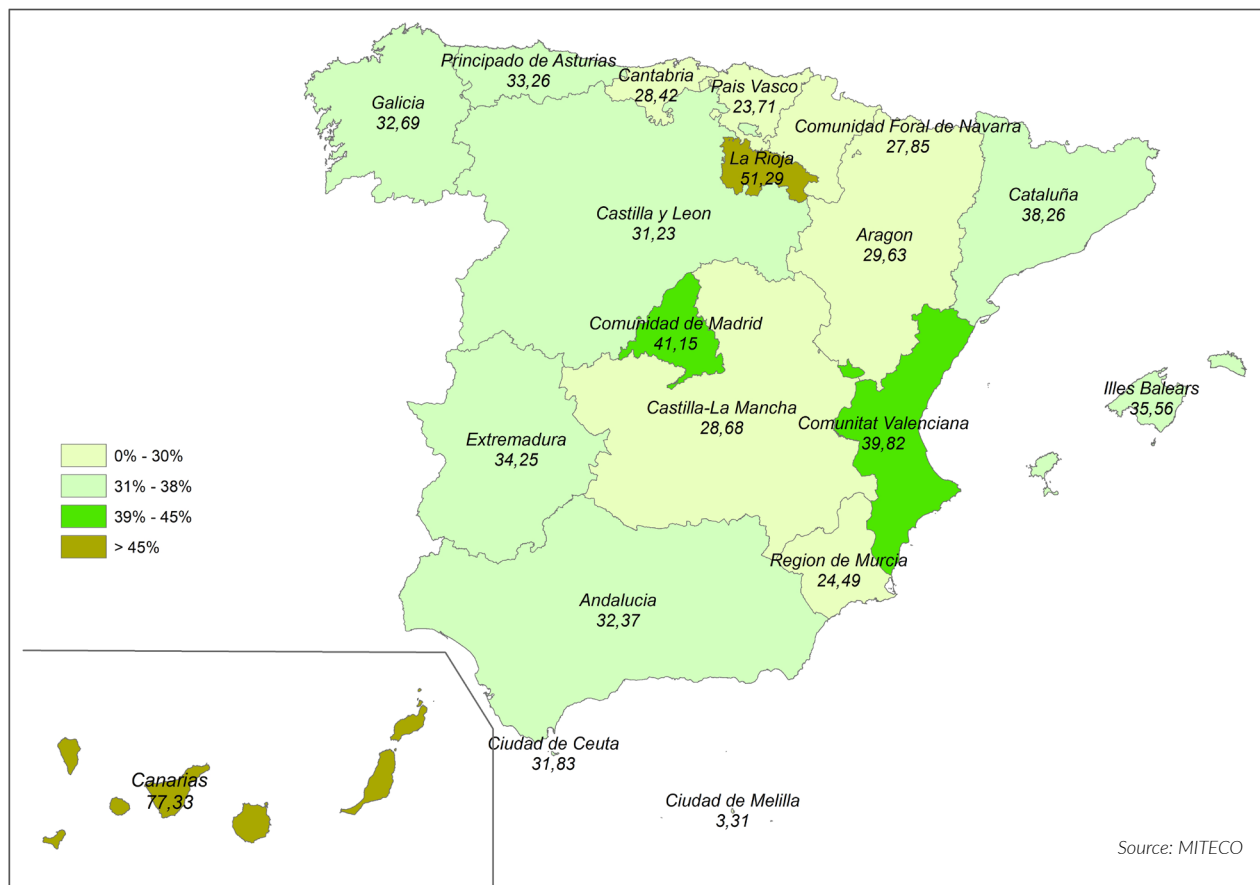 Principado de Asturias
33,26
Cantabria
28,42
Pais Vasco
23,71
Galicia
32,69
Comunidad Foral de Navarra
27,85
La Rioja
51,29
Cataluña
38,26
Castilla y Leon
31,23
Aragon
29,63
Comunidad de Madrid
41,15
Illes Balears
35,56
Castilla-La Mancha
28,68
Comunitat Valenciana
39,82
Extremadura
34,25
0% - 30%
31% - 38%
39% - 45%
> 45%
Region de Murcia
24,49
Andalucia
32,37
Ciudad de Ceuta
31,83
Canarias
77,33
Ciudad de Melilla
3,31
Source: MITECO